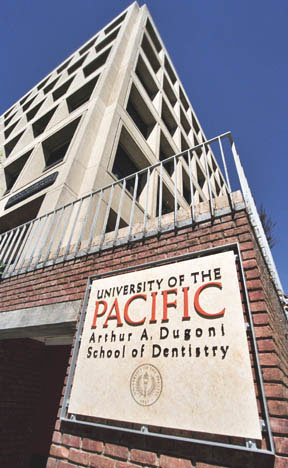 UNIVERSITY OF THE
PACIFIC
Arthur A. Dugoni
School of Dentistry